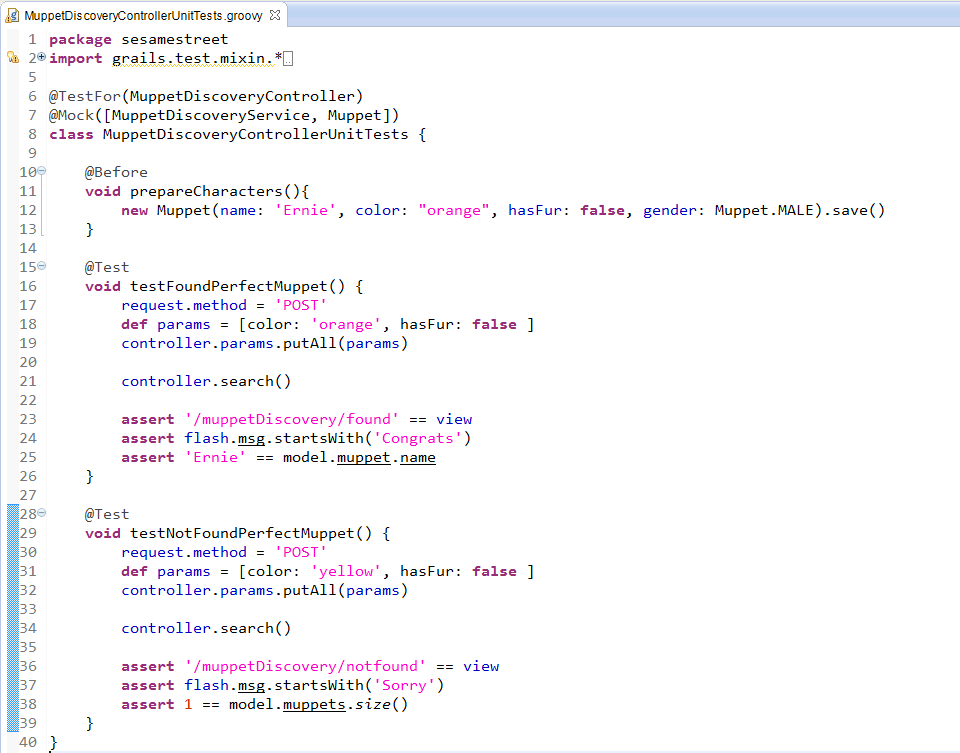 MuppetDiscoveryControllerUnitTests.groovy
1 package sesamestreet
2 import grails.test.mixin.*
5
6 @TestFor(MuppetDiscoveryController)
7 @Mock([MuppetDiscoveryService, Muppet])
8 class MuppetDiscoveryControllerUnitTests {
9
10     @Before
11     void prepareCharacters(){
12         new Muppet(name: 'Ernie', color: "orange", hasFur: false, gender: Muppet.MALE).save()
13     }
14
15     @Test
16     void testFoundPerfectMuppet() {
17         request.method = 'POST'
18         def params = [color: 'orange', hasFur: false ]
19         controller.params.putAll(params)
20
21         controller.search()
22
23         assert '/muppetDiscovery/found' == view
24         assert flash.msg.startsWith('Congrats')
25         assert 'Ernie' == model.muppet.name
26     }
27
28     @Test
29     void testNotFoundPerfectMuppet() {
30         request.method = 'POST'
31         def params = [color: 'yellow', hasFur: false ]
32         controller.params.putAll(params)
33
34         controller.search()
35
36         assert '/muppetDiscovery/notfound' == view
37         assert flash.msg.startsWith('Sorry')
38         assert 1 == model.muppets.size()
39     }
40 }